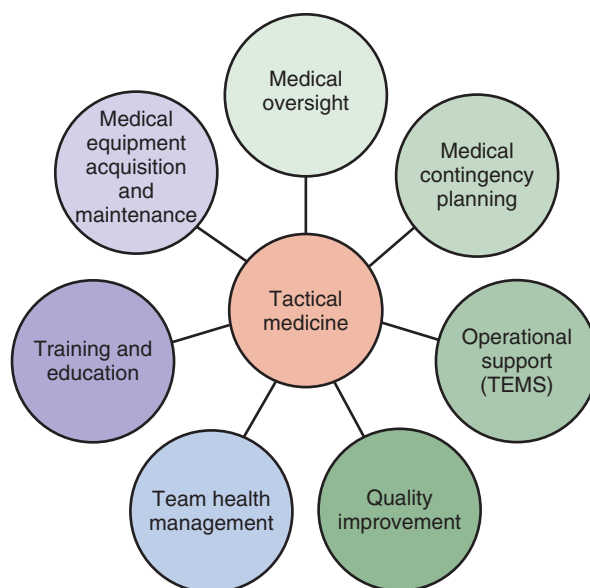 Medical
oversight
Medical
contingency
planning
Operational
support
(TEMS)
Quality
improvement
Team health
management
Training and
education
Medical
equipment
acquisition
and
maintenance
Tactical
medicine